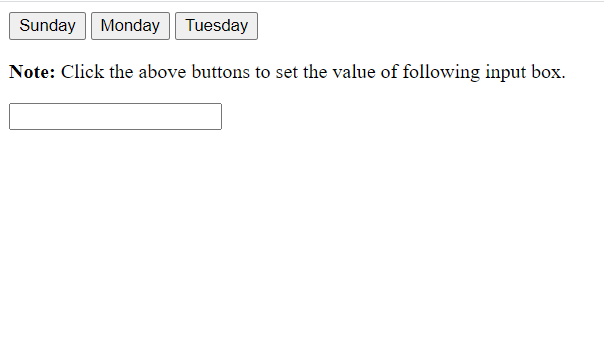 Sunday Monday Tuesday
Note: Click the above buttons to set the value of following input box.